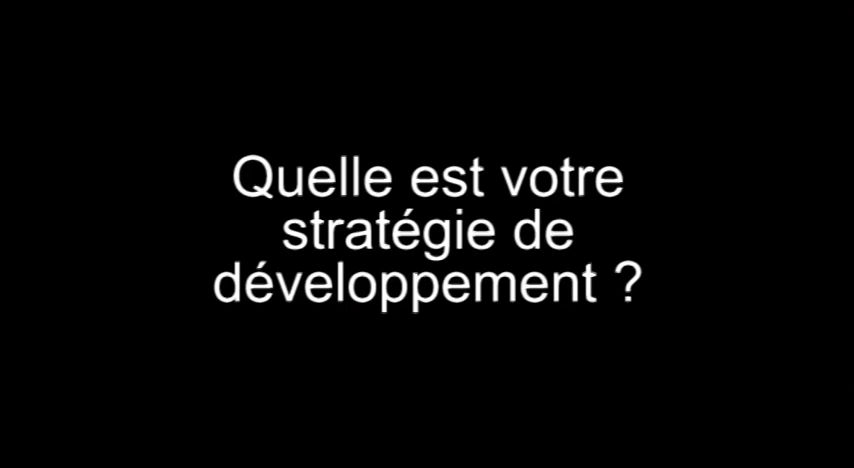 Quelle est votre
stratégie de
développement ?